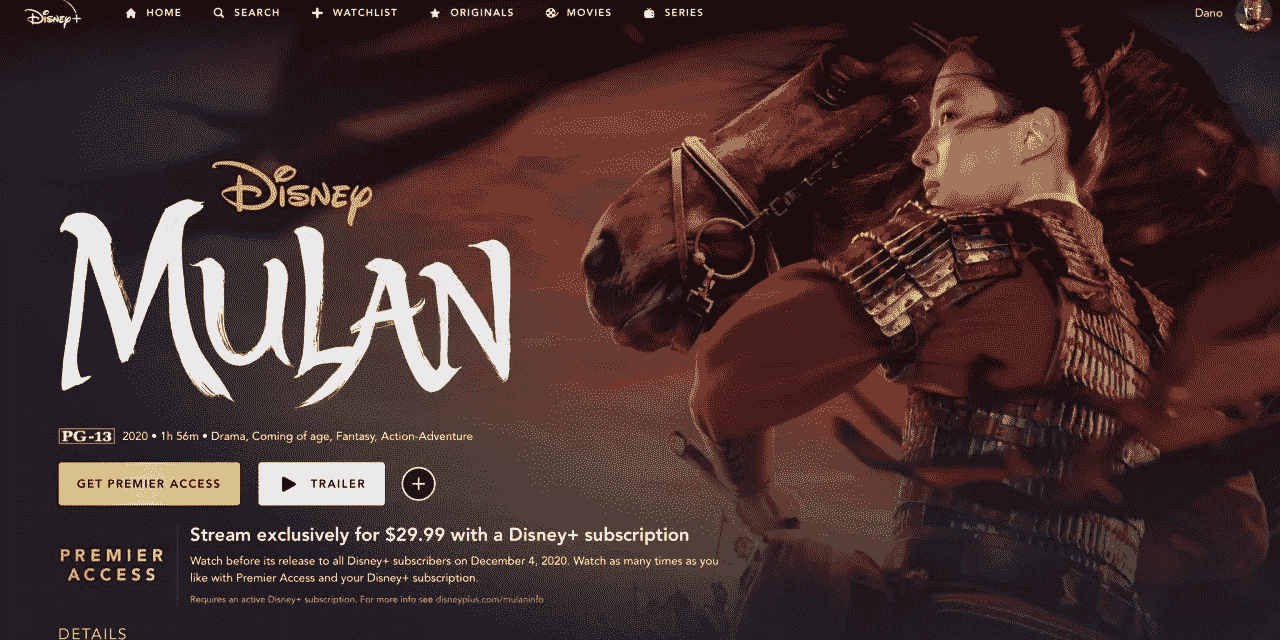 Disney+
HOME
SEARCH
WATCHLIST
ORIGINALS
MOVIES
SERIES
Dano
DISNEY
MULAN
PG-13 2020 • 1h 56m • Drama, Coming of age, Fantasy, Action-Adventure
GET PREMIER ACCESS
TRAILER
PREMIER
ACCESS
Stream exclusively for $29.99 with a Disney+ subscription
Watch before its release to all Disney+ subscribers on December 4, 2020. Watch as many times as you
like with Premier Access and your Disney+ subscription.
Requires an active Disney+ subscription. For more info see disneyplus.com/mulaninfo
DETAILS